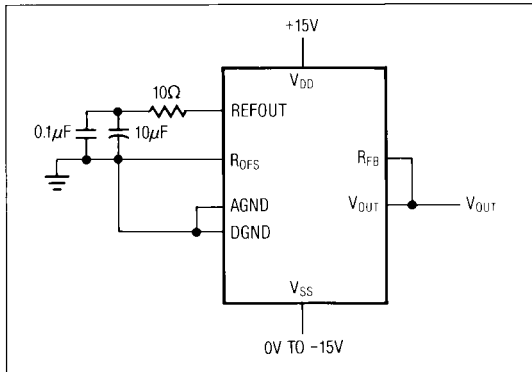 +15V
V_DD
10Ω
REFOUT
0.1μF
10μF
R_OFS
R_FB
AGND
V_OUT
V_OUT
DGND
V_SS
0V TO -15V